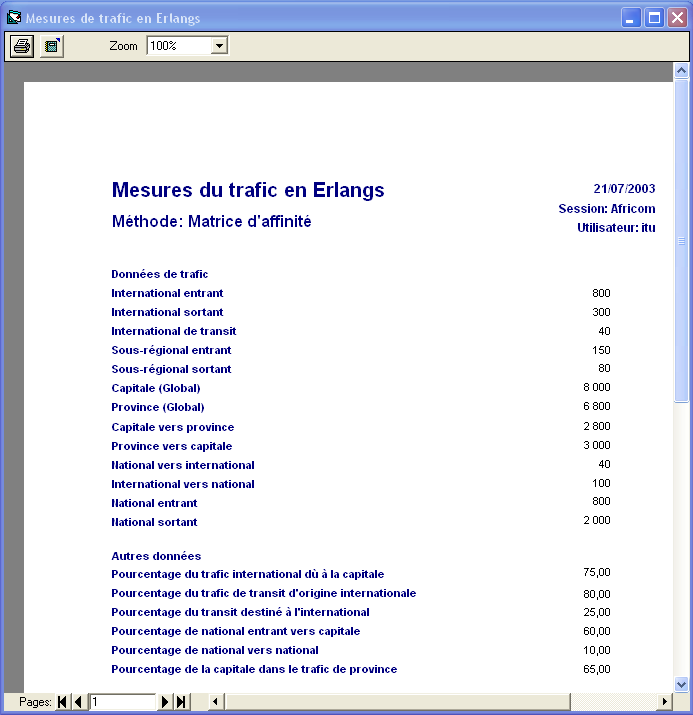 Mesures de trafic en Erlangs
Zoom 100%
Mesures du trafic en Erlangs 21/07/2003
Session: Africom
Méthode: Matrice d'affinité
Utilisateur: itu
Données de trafic
International entrant 800
International sortant 300
International de transit 40
Sous-régional entrant 150
Sous-régional sortant 80
Capitale (Global) 8 000
Province (Global) 6 800
Capitale vers province 2 800
Province vers capitale 3 000
National vers international 40
International vers national 100
National entrant 800
National sortant 2 000
Autres données
Pourcentage du trafic international dù à la capitale 75,00
Pourcentage du trafic de transit d'origine internationale 80,00
Pourcentage du transit destiné à l'international 25,00
Pourcentage de national entrant vers capitale 60,00
Pourcentage de national vers national 10,00
Pourcentage de la capitale dans le trafic de province 65,00
Pages: 1